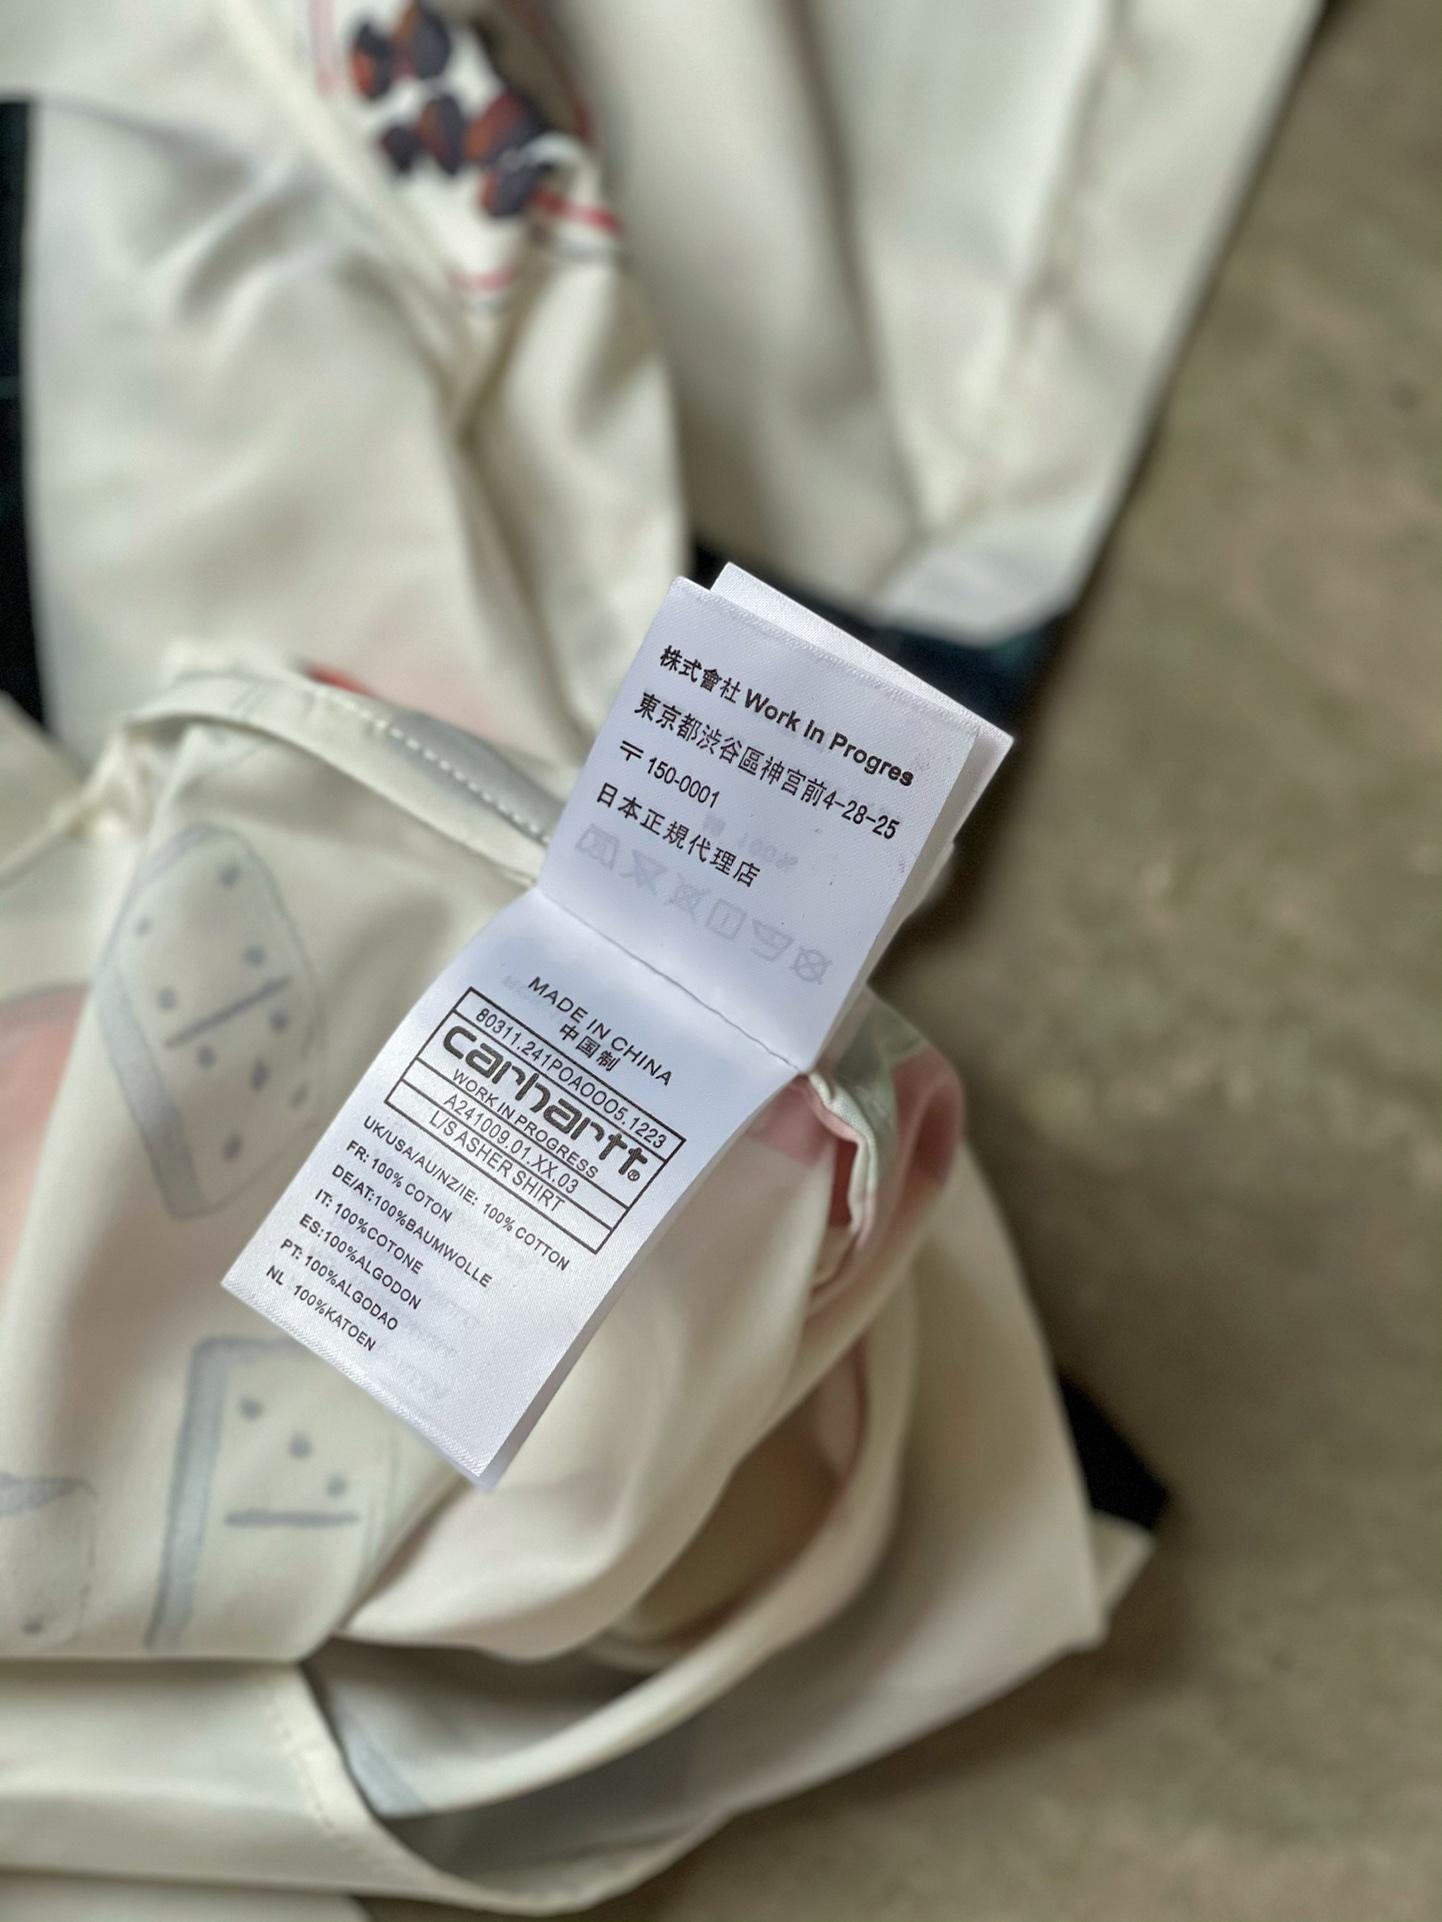 株式會社 Work in Progres
東京都渋谷區神宮前4-28-25
〒150-0001
日本正規代理店
MADE IN CHINA
中国制
80311.241POAOOO5.1223
carhartt®
WORK IN PROGRESS
A241009.01.XX.03
L/S ASHER SHIRT
UK/USA/AU/NZ/IE: 100% COTTON
FR: 100% COTON
DE/AT:100%BAUMWOLLE
IT: 100%COTONE
ES:100%ALGODON
PT: 100%ALGODAO
NL 100%KATOEN